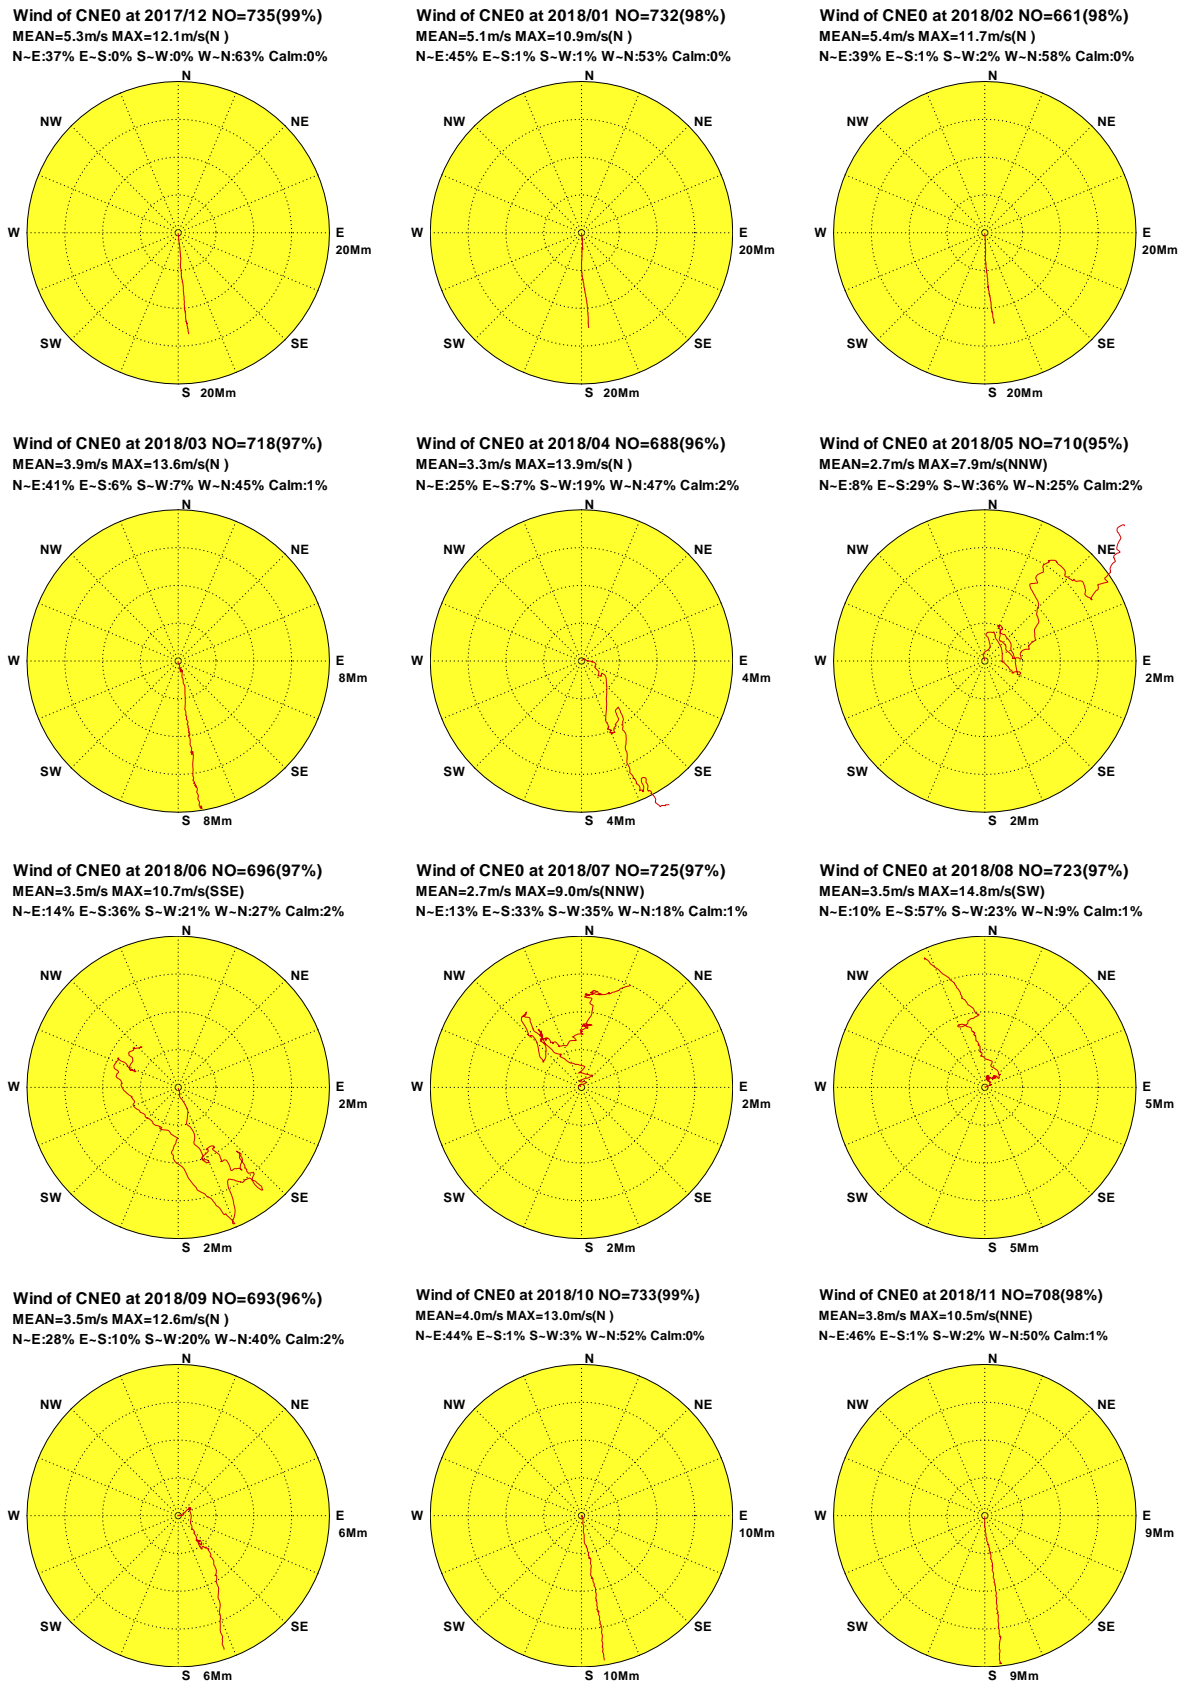 Wind of CNE0 at 2017/12 NO=735(99%)
MEAN=5.3m/s MAX=12.1m/s(N )
N~E:37% E~S:0% S~W:0% W~N:63% Calm:0%
N
NW
NE
W
E
20Mm
SW
SE
S 20Mm
Wind of CNE0 at 2018/01 NO=732(98%)
MEAN=5.1m/s MAX=10.9m/s(N )
N~E:45% E~S:1% S~W:1% W~N:53% Calm:0%
N
NW
NE
W
E
20Mm
SW
SE
S 20Mm
Wind of CNE0 at 2018/02 NO=661(98%)
MEAN=5.4m/s MAX=11.7m/s(N )
N~E:39% E~S:1% S~W:2% W~N:58% Calm:0%
N
NW
NE
W
E
20Mm
SW
SE
S 20Mm
Wind of CNE0 at 2018/03 NO=718(97%)
MEAN=3.9m/s MAX=13.6m/s(N )
N~E:41% E~S:6% S~W:7% W~N:45% Calm:1%
N
NW
NE
W
E
8Mm
SW
SE
S 8Mm
Wind of CNE0 at 2018/04 NO=688(96%)
MEAN=3.3m/s MAX=13.9m/s(N )
N~E:25% E~S:7% S~W:19% W~N:47% Calm:2%
N
NW
NE
W
E
4Mm
SW
SE
S 4Mm
Wind of CNE0 at 2018/05 NO=710(95%)
MEAN=2.7m/s MAX=7.9m/s(NNW)
N~E:8% E~S:29% S~W:36% W~N:25% Calm:2%
N
NW
NE
W
E
2Mm
SW
SE
S 2Mm
Wind of CNE0 at 2018/06 NO=696(97%)
MEAN=3.5m/s MAX=10.7m/s(SSE)
N~E:14% E~S:36% S~W:21% W~N:27% Calm:2%
N
NW
NE
W
E
2Mm
SW
SE
S 2Mm
Wind of CNE0 at 2018/07 NO=725(97%)
MEAN=2.7m/s MAX=9.0m/s(NNW)
N~E:13% E~S:33% S~W:35% W~N:18% Calm:1%
N
NW
NE
W
E
2Mm
SW
SE
S 2Mm
Wind of CNE0 at 2018/08 NO=723(97%)
MEAN=3.5m/s MAX=14.8m/s(SW)
N~E:10% E~S:57% S~W:23% W~N:9% Calm:1%
N
NW
NE
W
E
5Mm
SW
SE
S 5Mm
Wind of CNE0 at 2018/09 NO=693(96%)
MEAN=3.5m/s MAX=12.6m/s(N )
N~E:28% E~S:10% S~W:20% W~N:40% Calm:2%
N
NW
NE
W
E
6Mm
SW
SE
S 6Mm
Wind of CNE0 at 2018/10 NO=733(99%)
MEAN=4.0m/s MAX=13.0m/s(N )
N~E:44% E~S:1% S~W:3% W~N:52% Calm:0%
N
NW
NE
W
E
10Mm
SW
SE
S 10Mm
Wind of CNE0 at 2018/11 NO=708(98%)
MEAN=3.8m/s MAX=10.5m/s(NNE)
N~E:46% E~S:1% S~W:2% W~N:50% Calm:1%
N
NW
NE
W
E
9Mm
SW
SE
S 9Mm